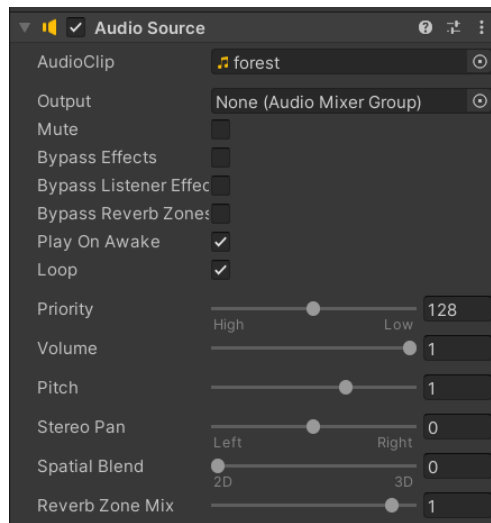 Audio Source
AudioClip forest
Output None (Audio Mixer Group)
Mute
Bypass Effects
Bypass Listener Effec
Bypass Reverb Zones
Play On Awake
Loop
Priority 128
High Low
Volume 1
Pitch 1
Stereo Pan 0
Left Right
Spatial Blend 0
2D 3D
Reverb Zone Mix 1